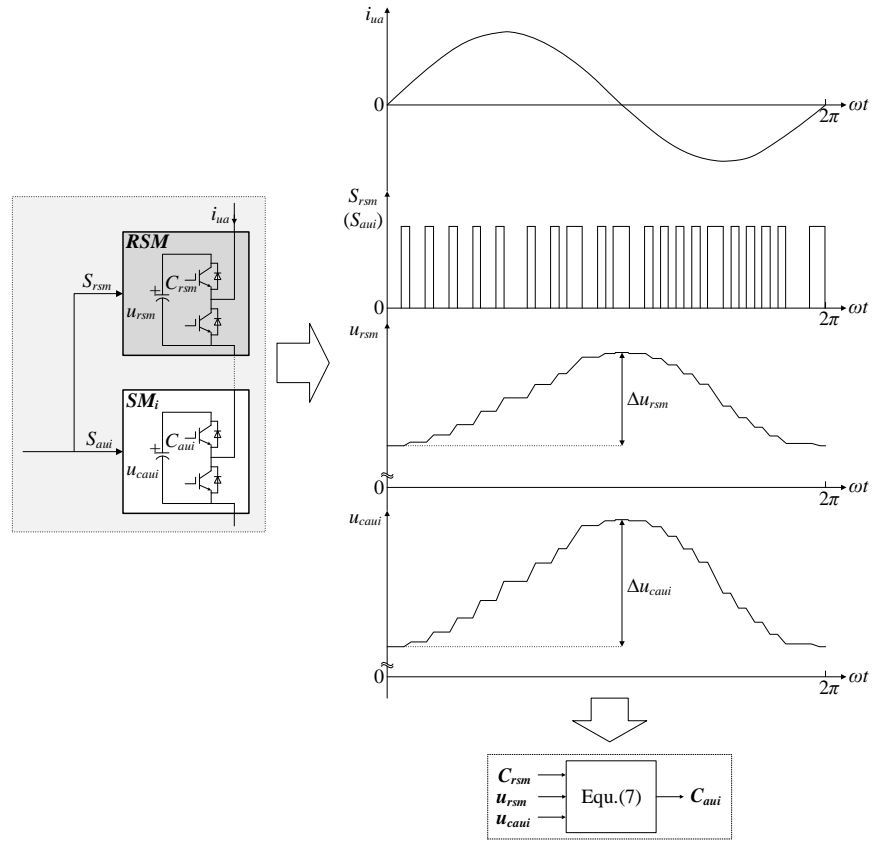 i_ua
0
ωt
2π
S_rsm
(S_aui)
0
2π
ωt
i_ua
RSM
S_rsm
+
C_rsm
u_rsm
SM_i
S_aui
+
C_aui
u_caui
u_rsm
Δu_rsm
≈
0
ωt
2π
u_caui
Δu_caui
≈
0
ωt
2π
C_rsm
u_rsm
u_caui
Equ.(7)
C_aui